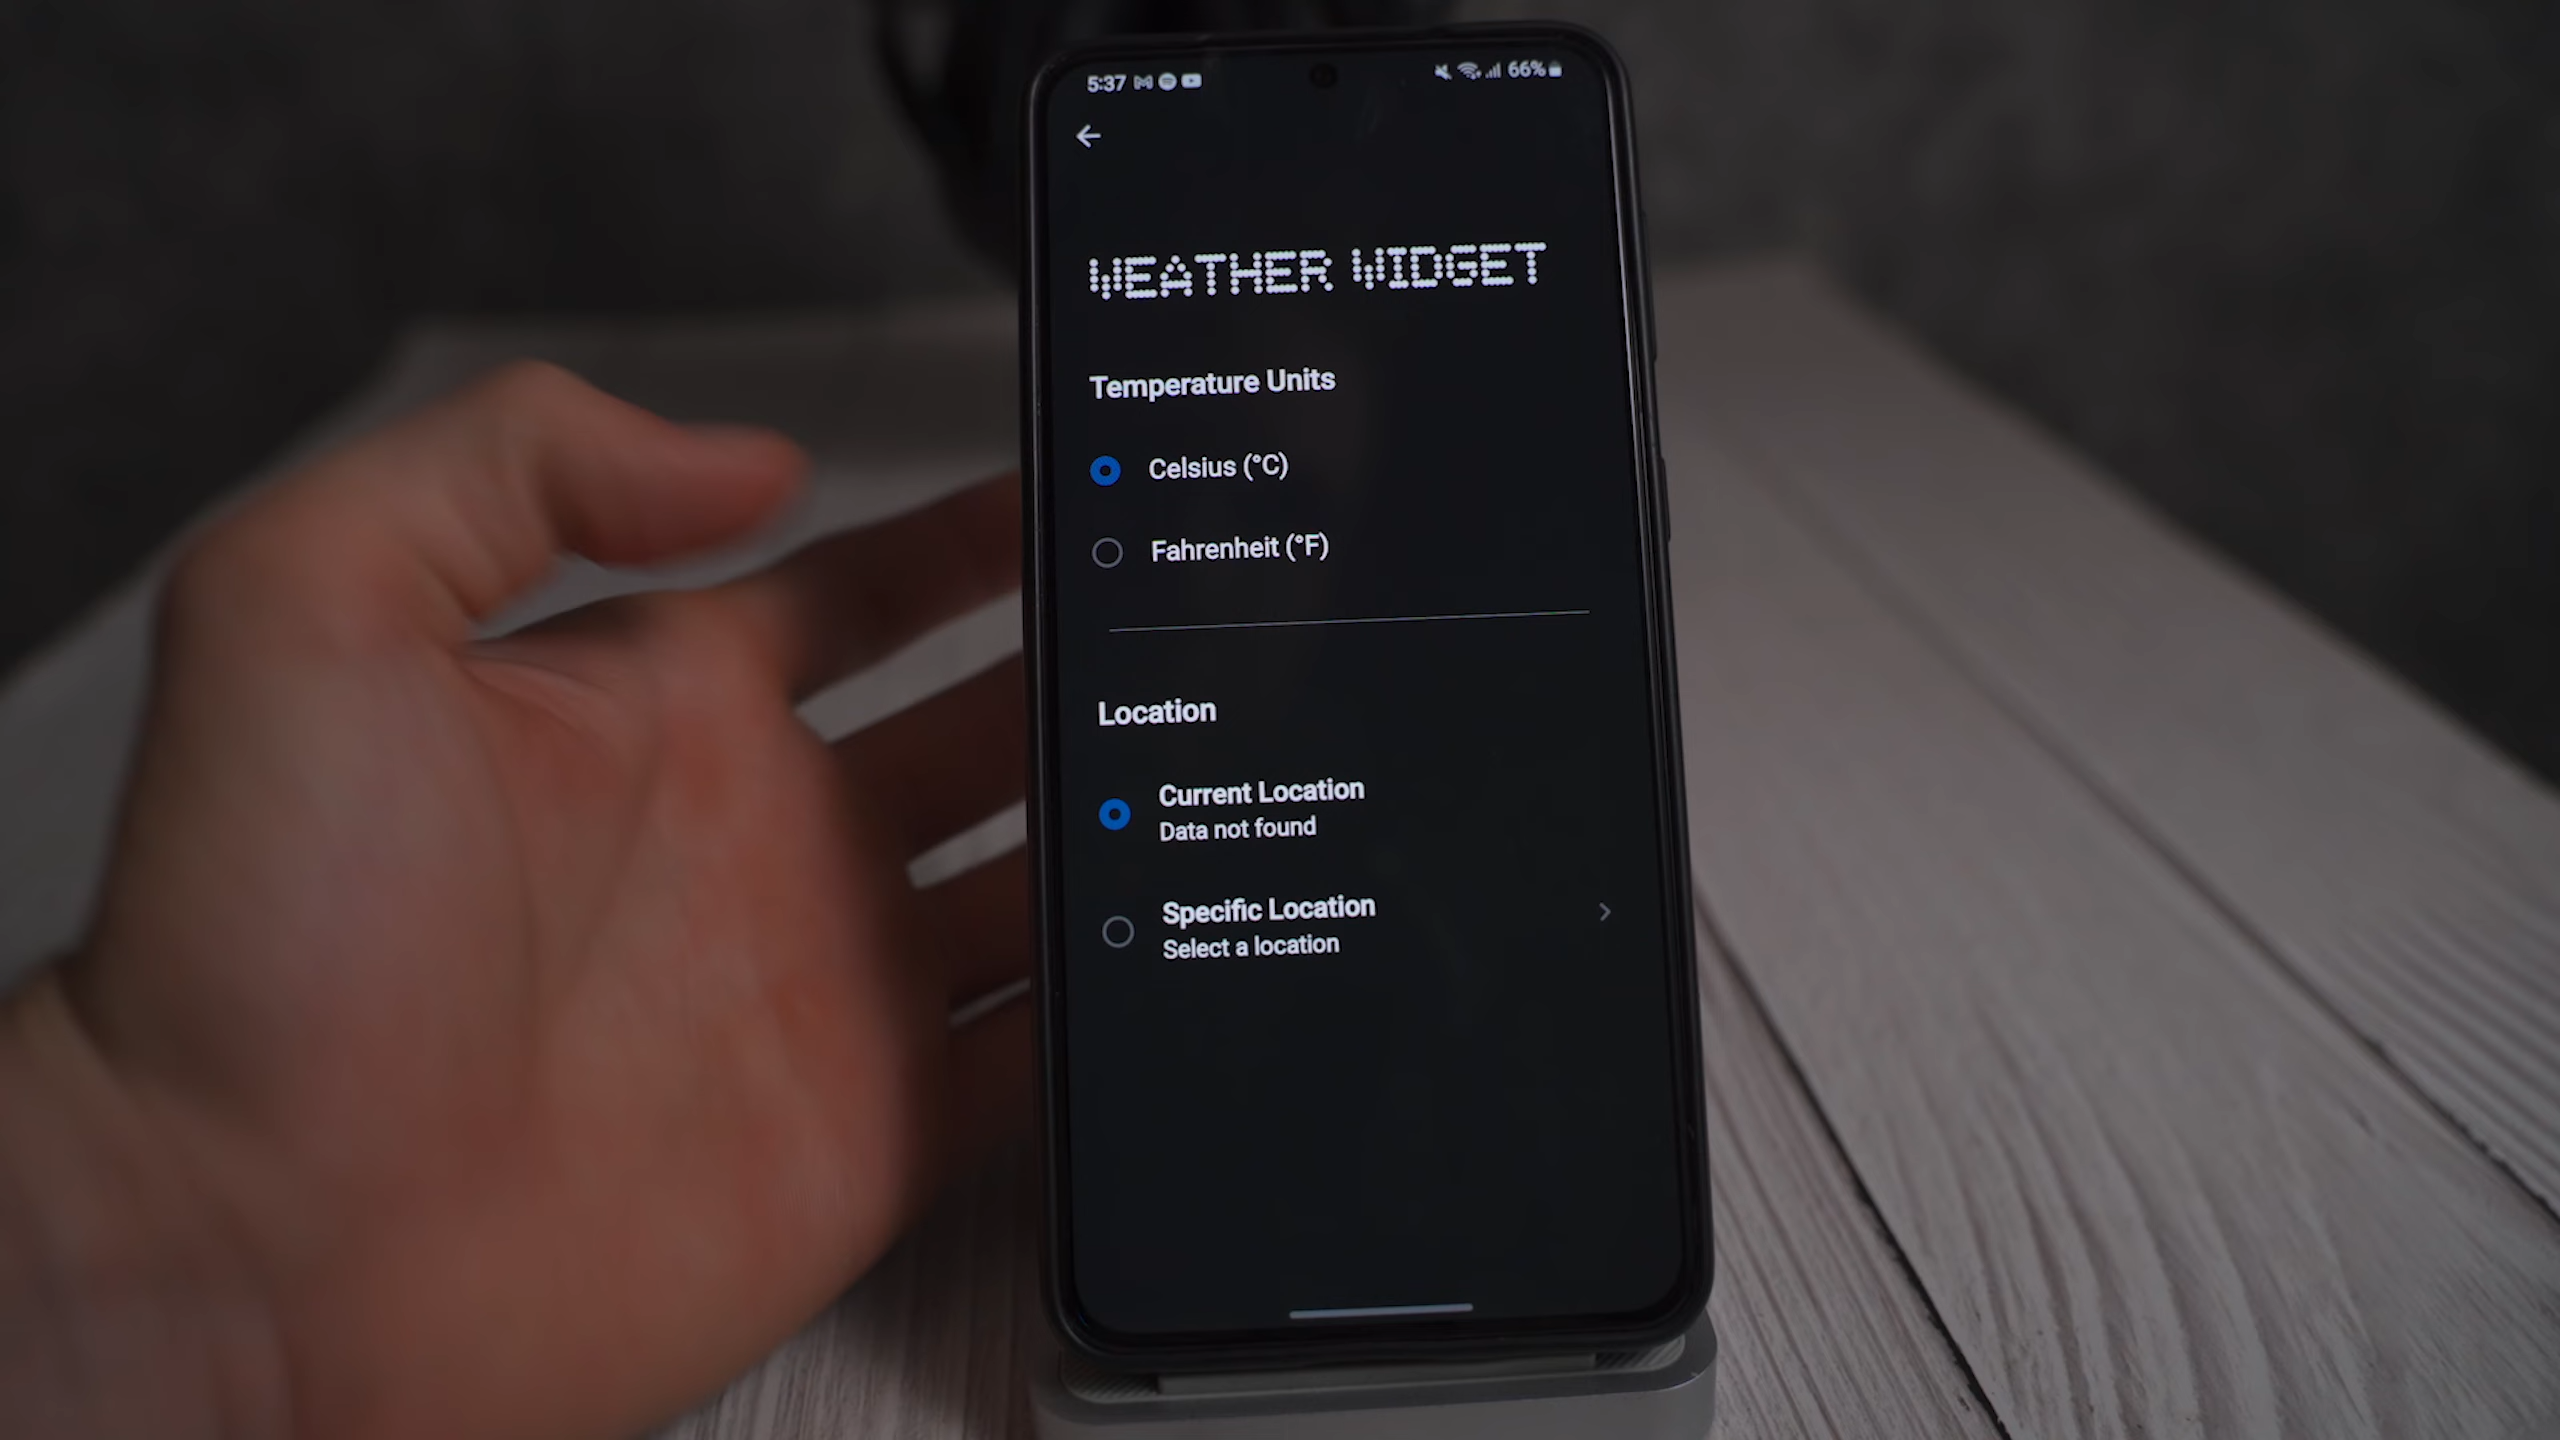 5:37 66%
WEATHER WIDGET
Temperature Units
Celsius (°C)
Fahrenheit (°F)
Location
Current Location
Data not found
Specific Location
Select a location